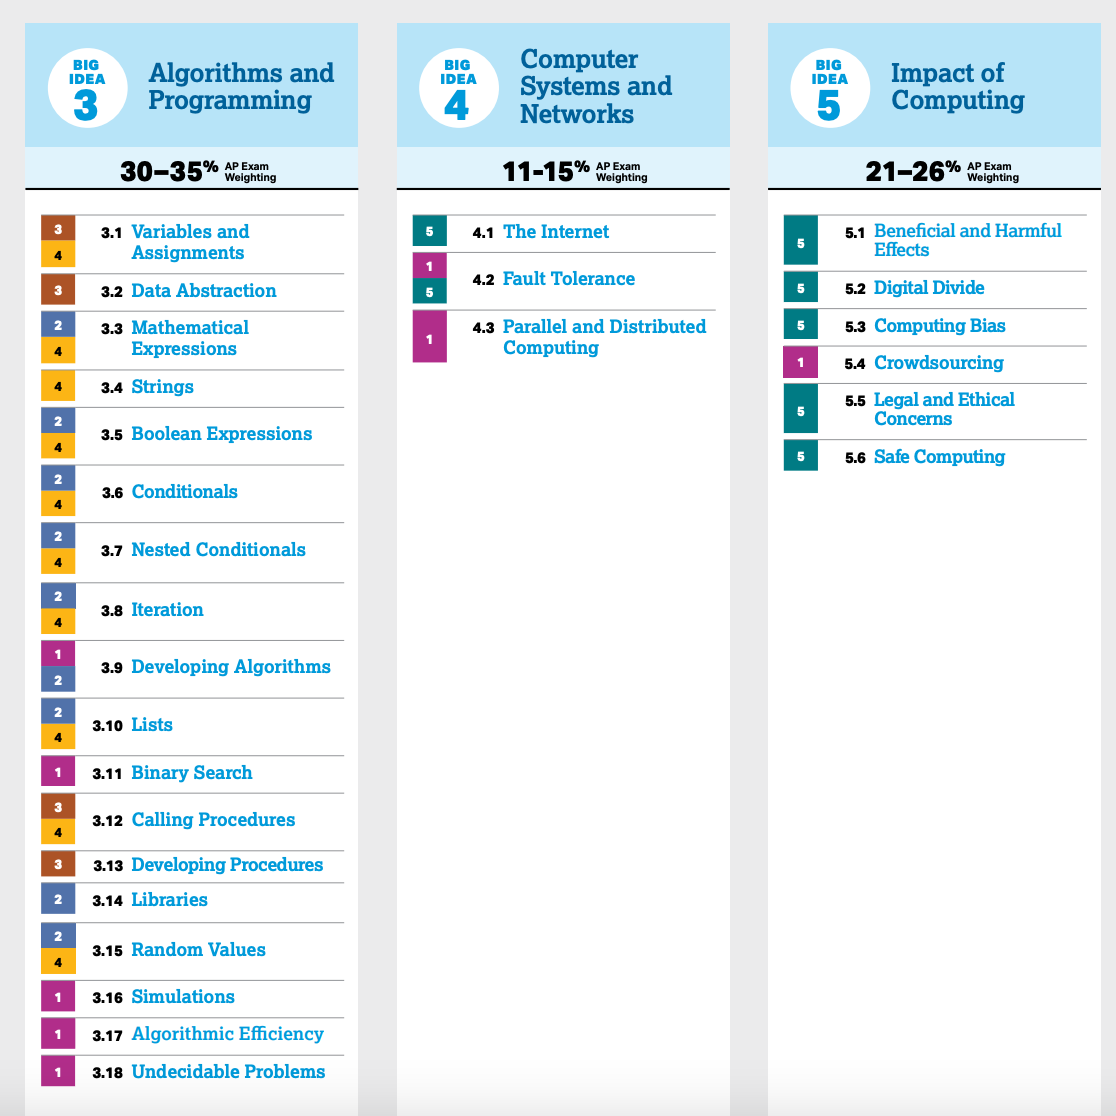 BIG
IDEA
3
Algorithms and
Programming
30–35% AP Exam
Weighting
3
4
3.1 Variables and
Assignments
3
3.2 Data Abstraction
2
4
3.3 Mathematical
Expressions
4
3.4 Strings
2
4
3.5 Boolean Expressions
2
4
3.6 Conditionals
2
4
3.7 Nested Conditionals
2
4
3.8 Iteration
1
2
3.9 Developing Algorithms
2
4
3.10 Lists
1
3.11 Binary Search
3
4
3.12 Calling Procedures
3
3.13 Developing Procedures
2
3.14 Libraries
2
4
3.15 Random Values
1
3.16 Simulations
1
3.17 Algorithmic Efficiency
1
3.18 Undecidable Problems
BIG
IDEA
4
Computer
Systems and
Networks
11-15% AP Exam
Weighting
5
4.1 The Internet
1
5
4.2 Fault Tolerance
1
4.3 Parallel and Distributed
Computing
BIG
IDEA
5
Impact of
Computing
21–26% AP Exam
Weighting
5
5.1 Beneficial and Harmful
Effects
5
5.2 Digital Divide
5
5.3 Computing Bias
1
5.4 Crowdsourcing
5
5.5 Legal and Ethical
Concerns
5
5.6 Safe Computing